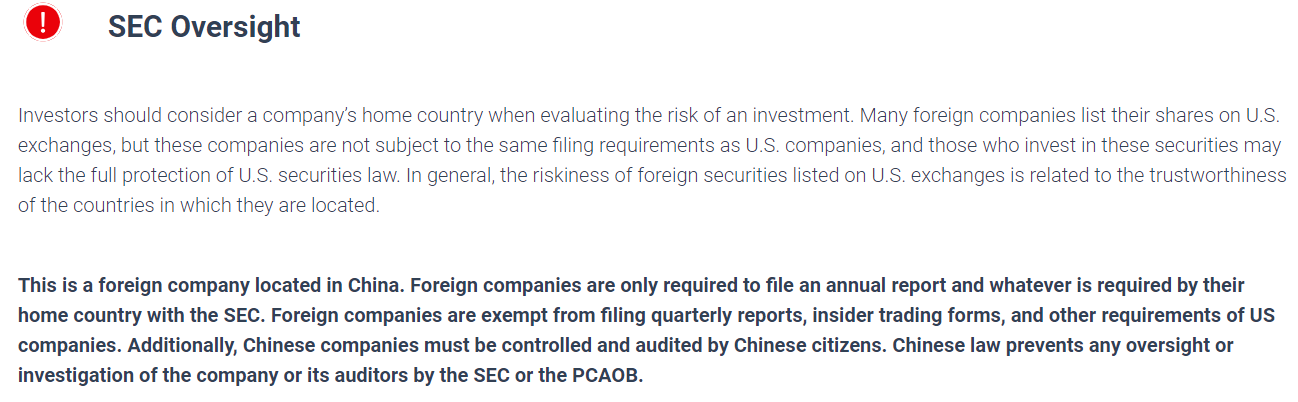 !
SEC Oversight
Investors should consider a company's home country when evaluating the risk of an investment. Many foreign companies list their shares on U.S.
exchanges, but these companies are not subject to the same filing requirements as U.S. companies, and those who invest in these securities may
lack the full protection of U.S. securities law. In general, the riskiness of foreign securities listed on U.S. exchanges is related to the trustworthiness
of the countries in which they are located.
This is a foreign company located in China. Foreign companies are only required to file an annual report and whatever is required by their
home country with the SEC. Foreign companies are exempt from filing quarterly reports, insider trading forms, and other requirements of US
companies. Additionally, Chinese companies must be controlled and audited by Chinese citizens. Chinese law prevents any oversight or
investigation of the company or its auditors by the SEC or the PCAOB.